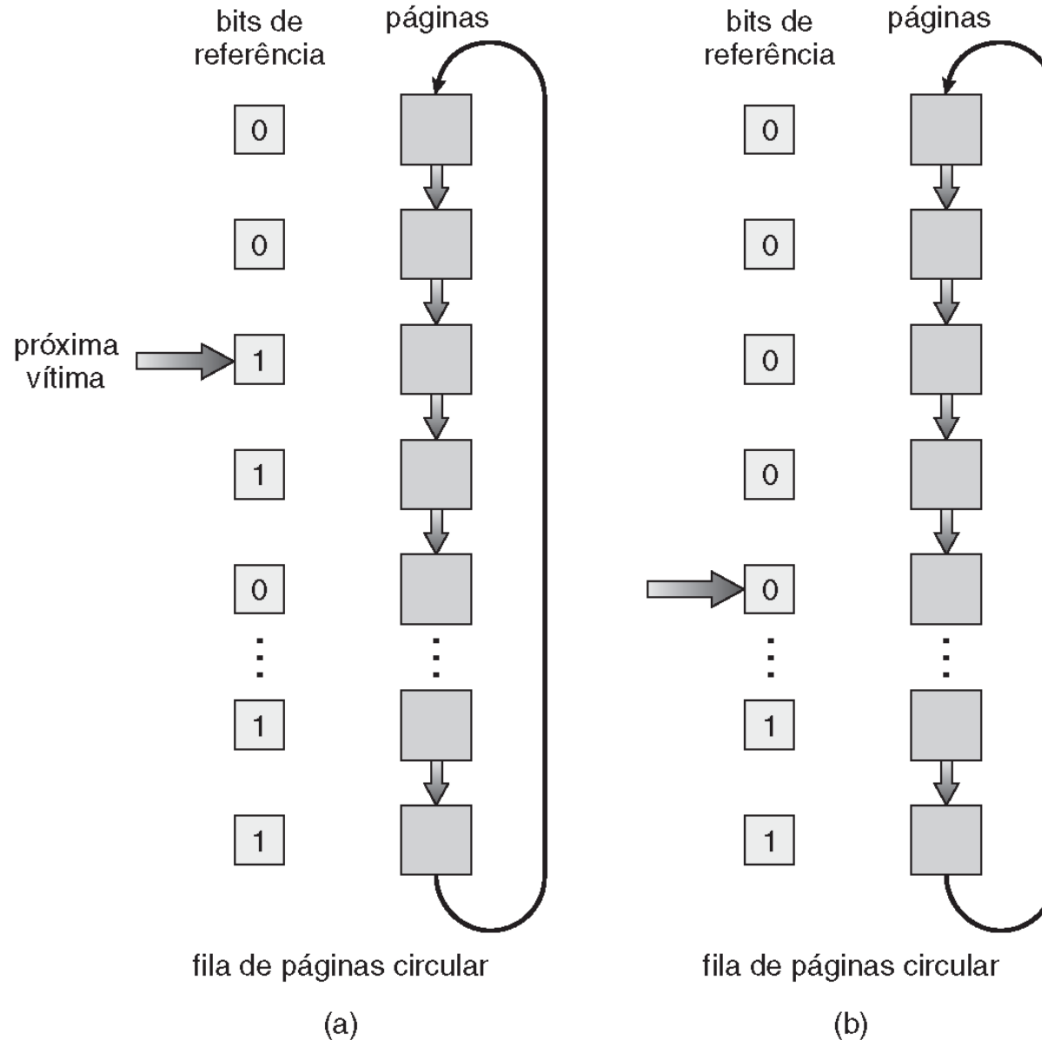 bits de
referência
páginas
0
0
próxima
vítima
1
1
0
1
1
fila de páginas circular
(a)
bits de
referência
páginas
0
0
0
0
0
1
1
fila de páginas circular
(b)